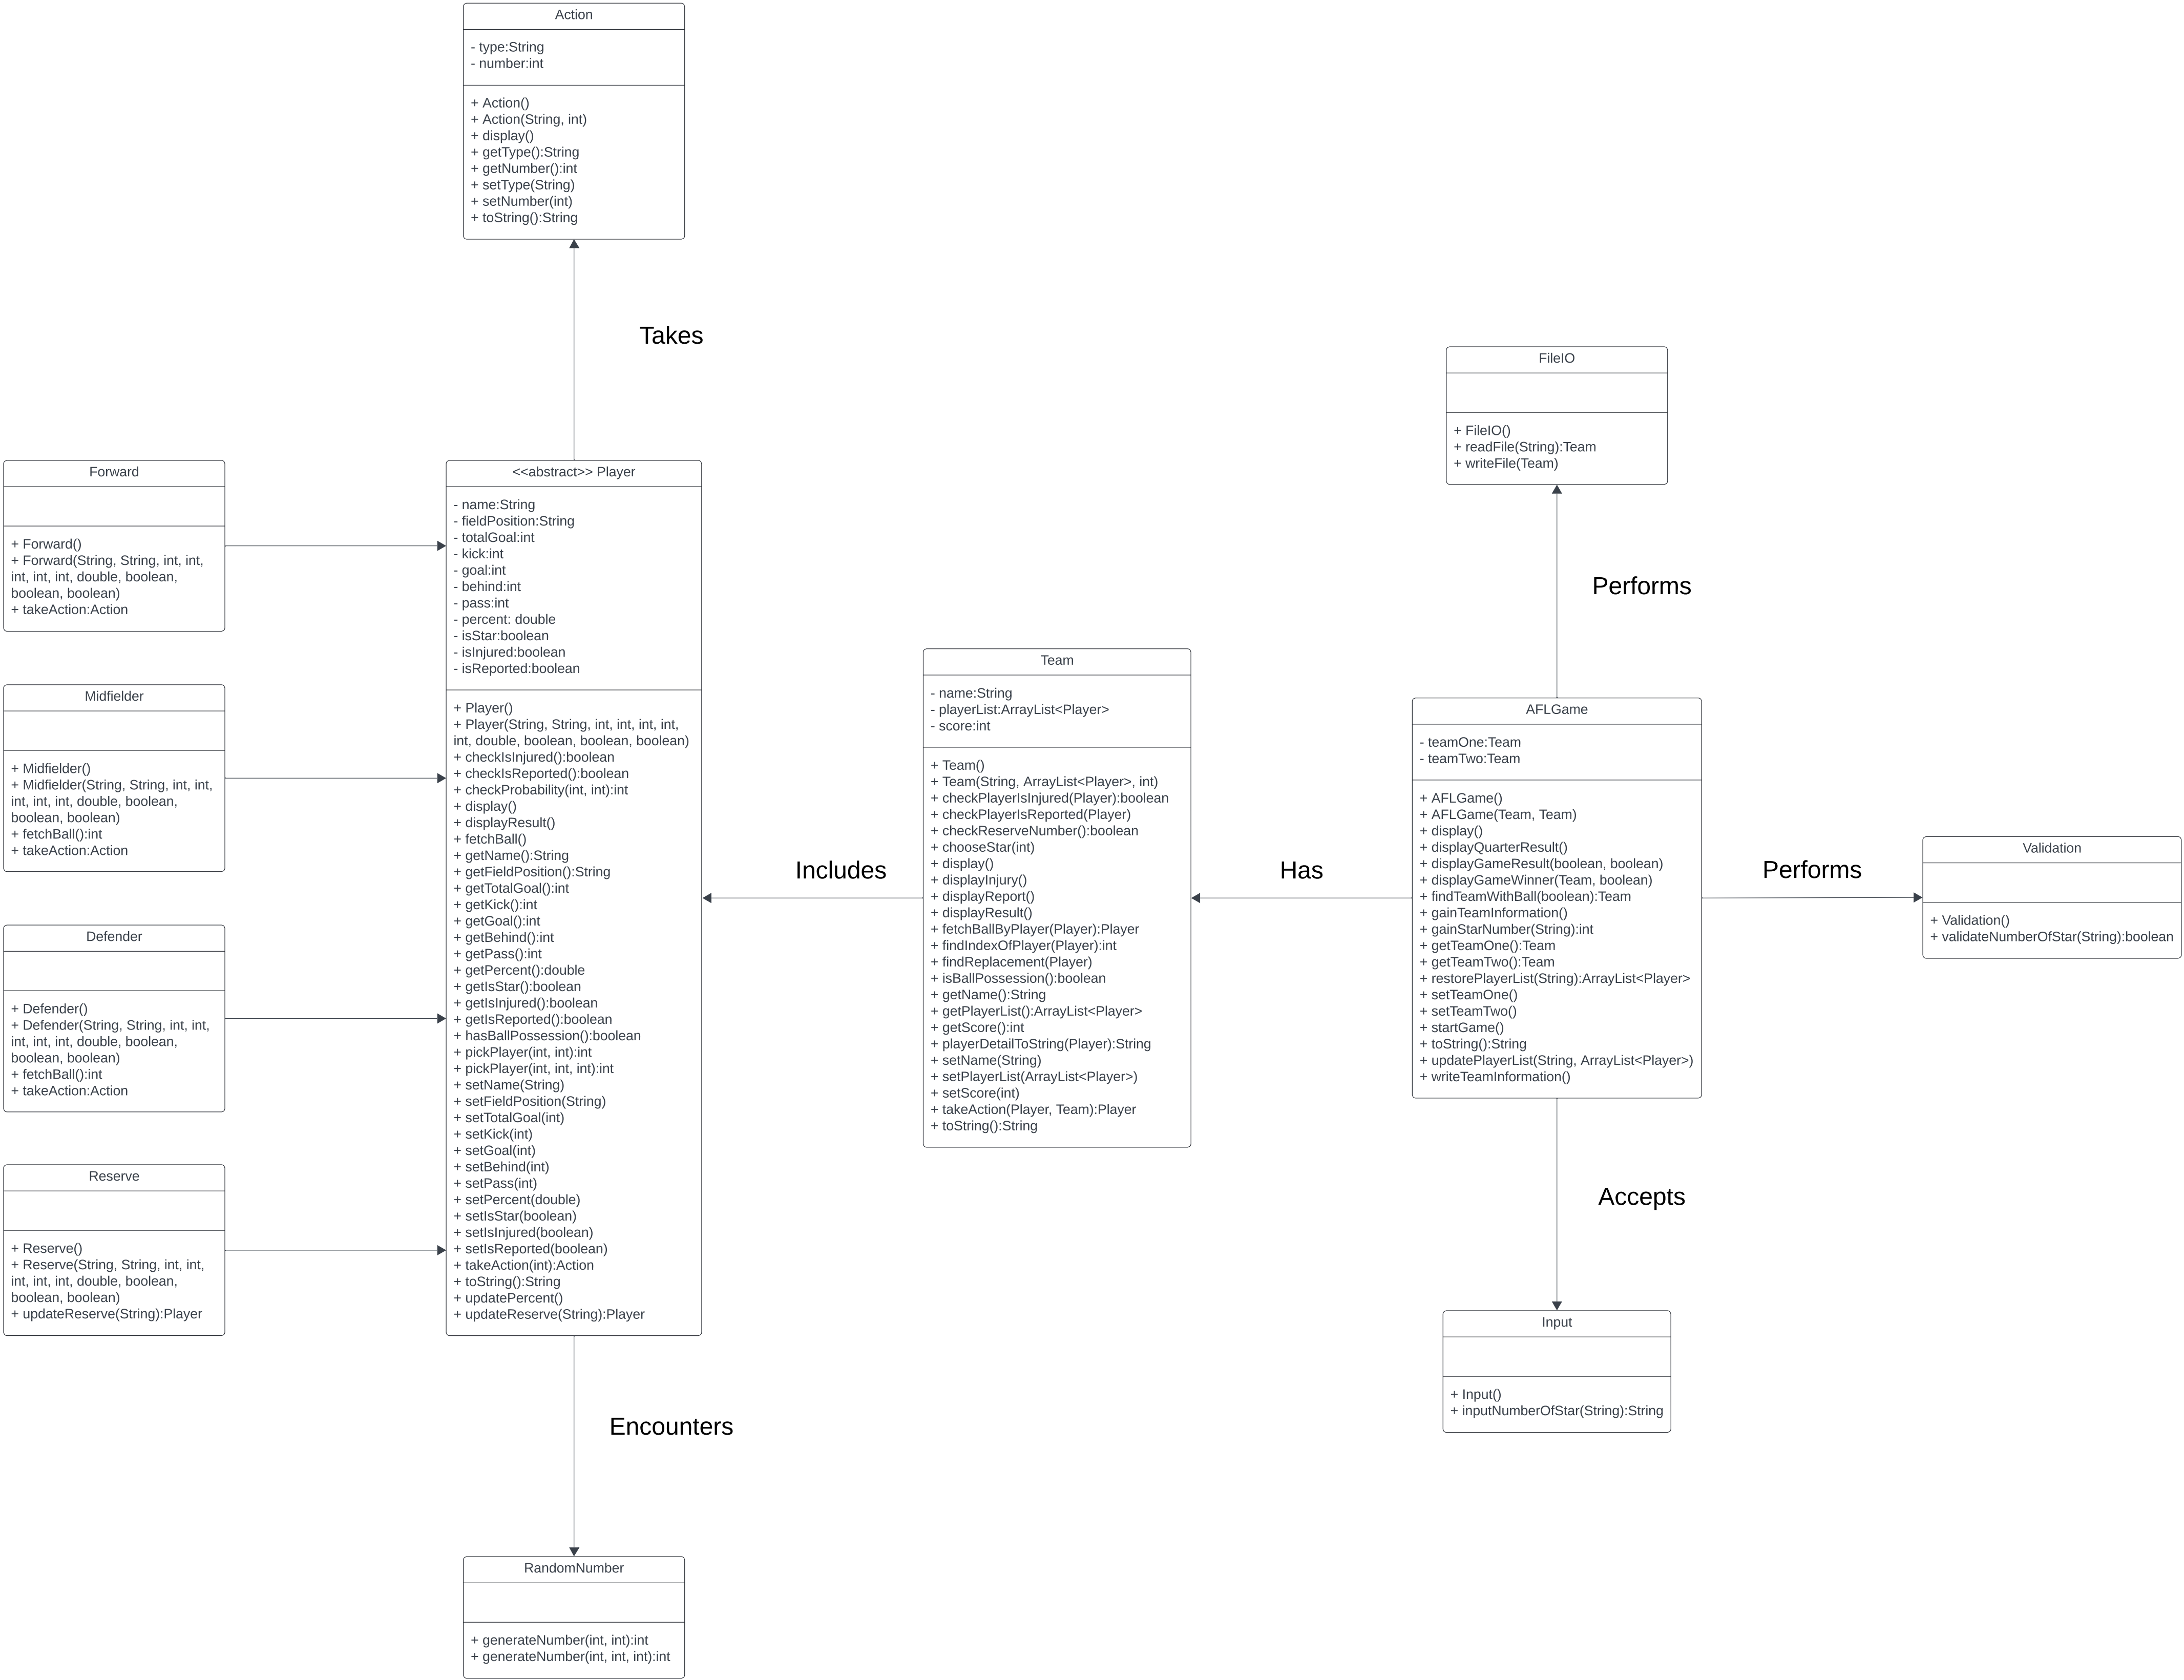 Action
- type:String
- number:int
+ Action()
+ Action(String, int)
+ display()
+ getType():String
+ getNumber():int
+ setType(String)
+ setNumber(int)
+ toString():String
Takes
Forward
+ Forward()
+ Forward(String, String, int, int,
int, int, int, double, boolean,
boolean, boolean)
+ takeAction:Action
Midfielder
+ Midfielder()
+ Midfielder(String, String, int, int,
int, int, int, double, boolean,
boolean, boolean)
+ fetchBall():int
+ takeAction:Action
Defender
+ Defender()
+ Defender(String, String, int, int,
int, int, int, double, boolean,
boolean, boolean)
+ fetchBall():int
+ takeAction:Action
Reserve
+ Reserve()
+ Reserve(String, String, int, int,
int, int, int, double, boolean,
boolean, boolean)
+ updateReserve(String):Player
<<abstract>> Player
- name:String
- fieldPosition:String
- totalGoal:int
- kick:int
- goal:int
- behind:int
- pass:int
- percent: double
- isStar:boolean
- isInjured:boolean
- isReported:boolean
+ Player()
+ Player(String, String, int, int, int, int,
int, double, boolean, boolean, boolean)
+ checkIsInjured():boolean
+ checkIsReported():boolean
+ checkProbability(int, int):int
+ display()
+ displayResult()
+ fetchBall()
+ getName():String
+ getFieldPosition():String
+ getTotalGoal():int
+ getKick():int
+ getGoal():int
+ getBehind():int
+ getPass():int
+ getPercent():double
+ getIsStar():boolean
+ getIsInjured():boolean
+ getIsReported():boolean
+ hasBallPossession():boolean
+ pickPlayer(int, int):int
+ pickPlayer(int, int, int):int
+ setName(String)
+ setFieldPosition(String)
+ setTotalGoal(int)
+ setKick(int)
+ setGoal(int)
+ setBehind(int)
+ setPass(int)
+ setPercent(double)
+ setIsStar(boolean)
+ setIsInjured(boolean)
+ setIsReported(boolean)
+ takeAction(int):Action
+ toString():String
+ updatePercent()
+ updateReserve(String):Player
Encounters
RandomNumber
+ generateNumber(int, int):int
+ generateNumber(int, int, int):int
Includes
Team
- name:String
- playerList:ArrayList<Player>
- score:int
+ Team()
+ Team(String, ArrayList<Player>, int)
+ checkPlayerIsInjured(Player):boolean
+ checkPlayerIsReported(Player)
+ checkReserveNumber():boolean
+ chooseStar(int)
+ display()
+ displayInjury()
+ displayReport()
+ displayResult()
+ fetchBallByPlayer(Player):Player
+ findIndexOfPlayer(Player):int
+ findReplacement(Player)
+ isBallPossession():boolean
+ getName():String
+ getPlayerList():ArrayList<Player>
+ getScore():int
+ playerDetailToString(Player):String
+ setName(String)
+ setPlayerList(ArrayList<Player>)
+ setScore(int)
+ takeAction(Player, Team):Player
+ toString():String
Has
FileIO
+ FileIO()
+ readFile(String):Team
+ writeFile(Team)
Performs
AFLGame
- teamOne:Team
- teamTwo:Team
+ AFLGame()
+ AFLGame(Team, Team)
+ display()
+ displayQuarterResult()
+ displayGameResult(boolean, boolean)
+ displayGameWinner(Team, boolean)
+ findTeamWithBall(boolean):Team
+ gainTeamInformation()
+ gainStarNumber(String):int
+ getTeamOne():Team
+ getTeamTwo():Team
+ restorePlayerList(String):ArrayList<Player>
+ setTeamOne()
+ setTeamTwo()
+ startGame()
+ toString():String
+ updatePlayerList(String, ArrayList<Player>)
+ writeTeamInformation()
Performs
Validation
+ Validation()
+ validateNumberOfStar(String):boolean
Accepts
Input
+ Input()
+ inputNumberOfStar(String):String